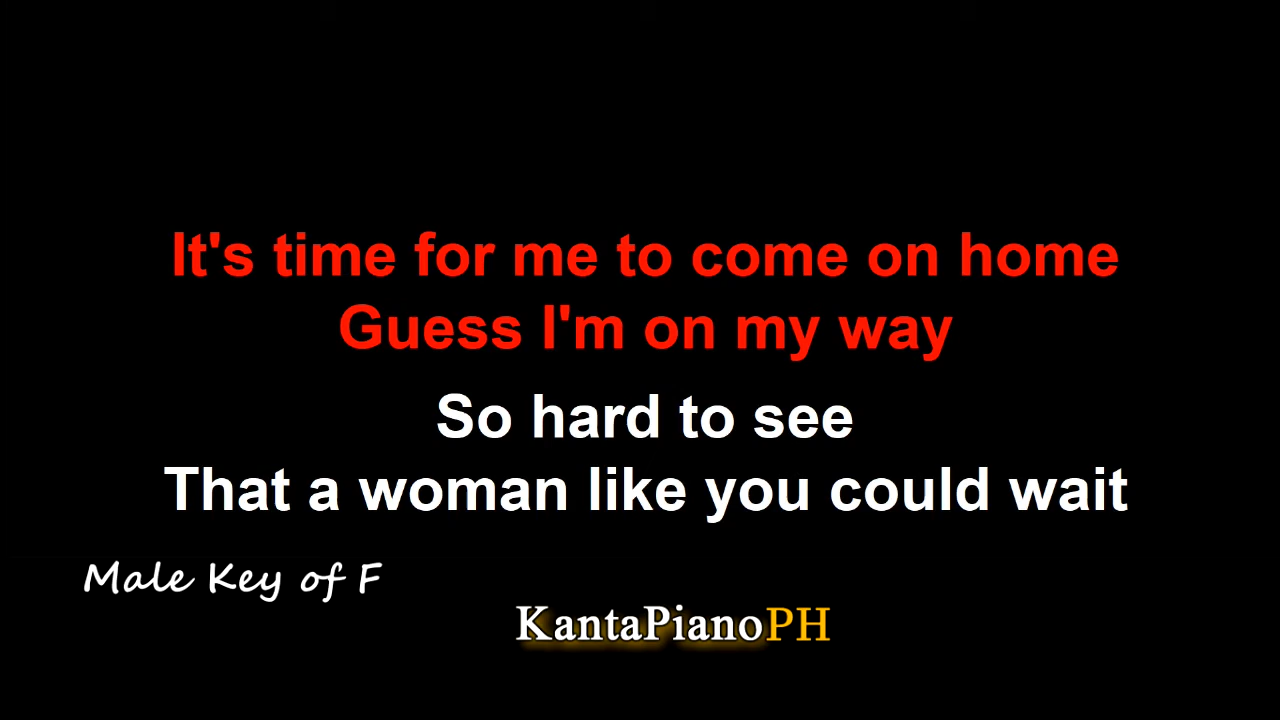 It's time for me to come on home
Guess I'm on my way
So hard to see
That a woman like you could wait
Male Key of F
KantaPianoPH